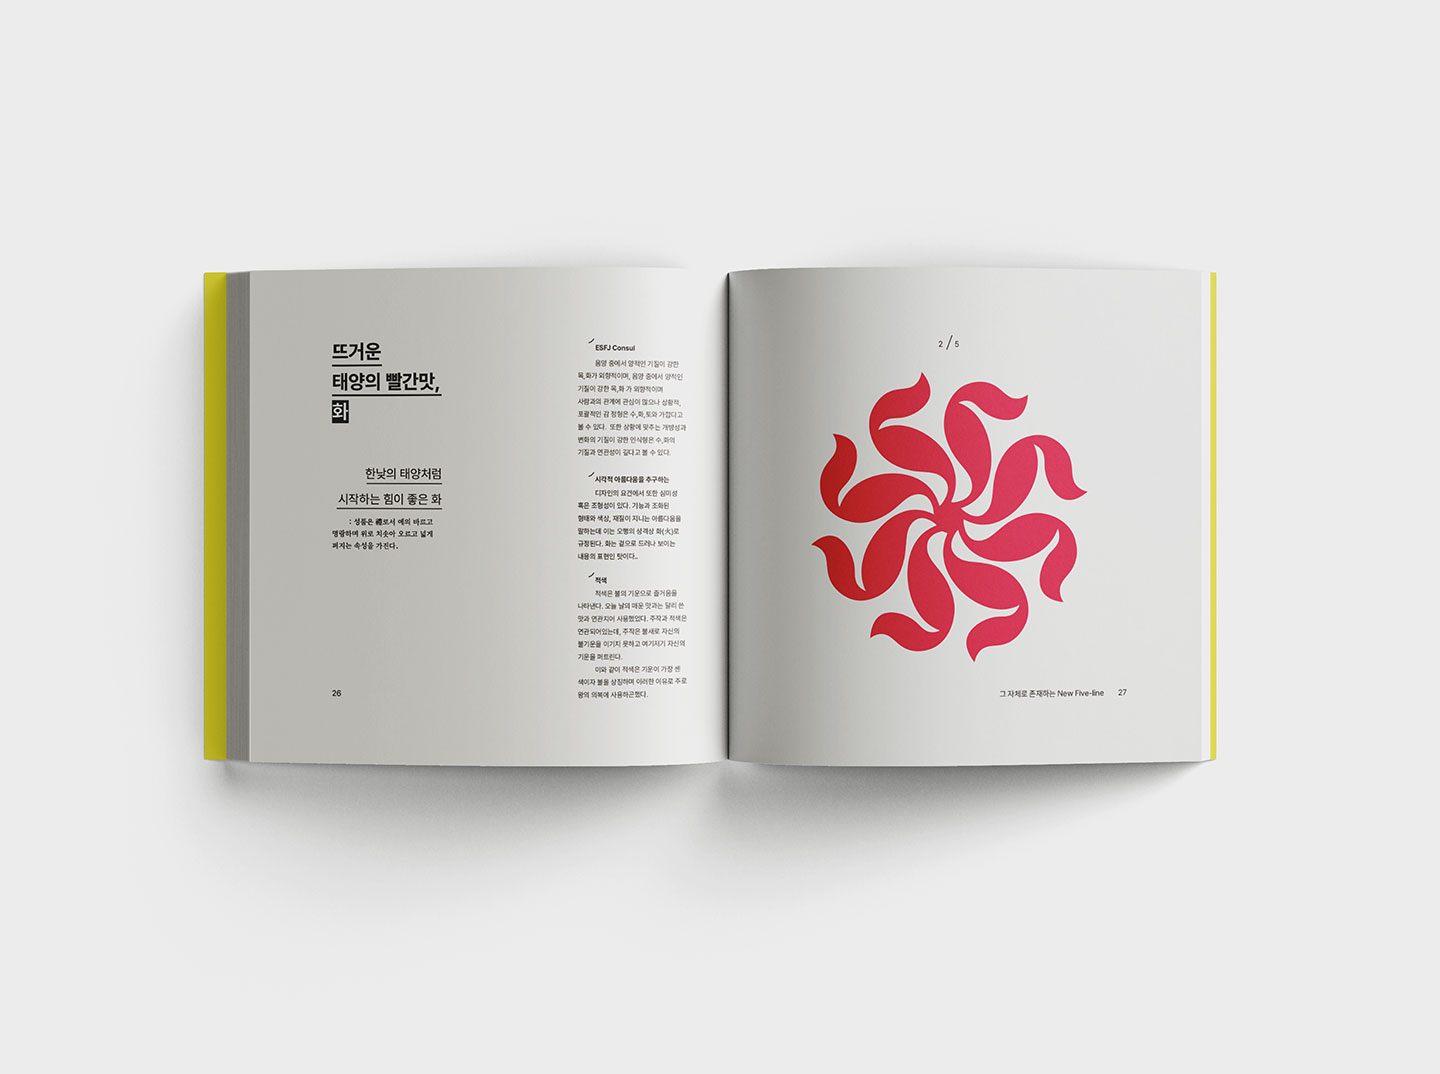 뜨거운
태양의 빨간맛,
화
한낮의 태양처럼
시작하는 힘이 좋은 화
: 성품은 禮로서 예의 바르고
명랑하며 위로 치솟아 오르고 넓게
퍼지는 속성을 가진다.
26
ESFJ Consul
음양 중에서 양적인 기질이 강한
목,화가 외향적이며, 음양 중에서 양적인
기질이 강한 목,화 가 외향적이며
사람과의 관계에 관심이 많으나 상황적,
포괄적인 감 정형은 수,화,토와 가깝다고
볼 수 있다. 또한 상황에 맞추는 개방성과
변화의 기질이 강한 인식형은 수,화의
기질과 연관성이 깊다고 볼 수 있다.
시각적 아름다움을 추구하는
디자인의 요건에서 또한 심미성
혹은 조형성이 있다. 기능과 조화된
형태와 색상, 재질이 지니는 아름다움을
말하는데 이는 오행의 성격상 화(火)로
규정된다. 화는 겉으로 드러나 보이는
내용의 표현인 탓이다..
적색
적색은 불의 기운으로 즐거움을
나타낸다. 오늘 날의 매운 맛과는 달리 쓴
맛과 연관지어 사용했었다. 주작과 적색은
연관되어있는데, 주작은 불새로 자신의
불기운을 이기지 못하고 여기저기 자신의
기운을 퍼트린다.
이와 같이 적색은 기운이 가장 센
색이자 불을 상징하며 이러한 이유로 주로
왕의 의복에 사용하곤했다.
2 / 5
그 자체로 존재하는 New Five-line 27